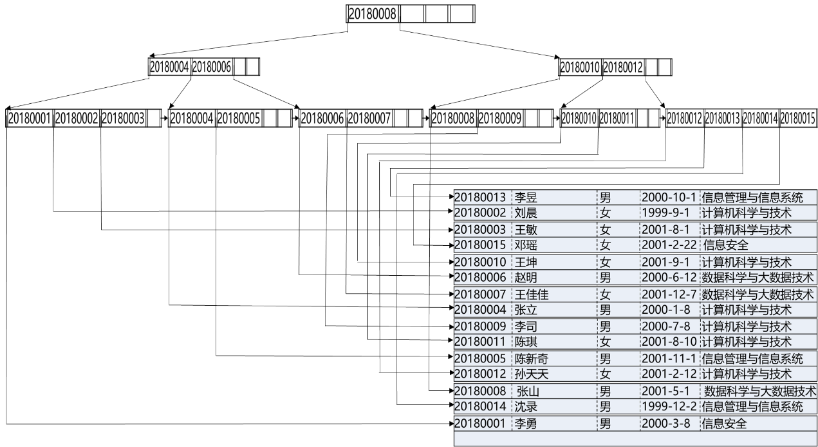 20180008
20180004 20180006
20180010 20180012
20180001 20180002 20180003 20180004 20180005 20180006 20180007 20180008 20180009 20180010 20180011 20180012 20180013 20180014 20180015
20180013 李昱 男 2000-10-1 信息管理与信息系统
20180002 刘晨 女 1999-9-1 计算机科学与技术
20180003 王敏 女 2001-8-1 计算机科学与技术
20180015 邓瑶 女 2001-2-22 信息安全
20180010 王坤 女 2001-9-1 计算机科学与技术
20180006 赵明 男 2000-6-12 数据科学与大数据技术
20180007 王佳佳 女 2001-12-7 数据科学与大数据技术
20180004 张立 男 2000-1-8 计算机科学与技术
20180009 李司 男 2000-7-8 计算机科学与技术
20180011 陈琪 女 2001-8-10 计算机科学与技术
20180005 陈新奇 男 2001-11-1 信息管理与信息系统
20180012 孙天天 女 2001-2-12 计算机科学与技术
20180008 张山 男 2001-5-1 数据科学与大数据技术
20180014 沈录 男 1999-12-2 信息管理与信息系统
20180001 李勇 男 2000-3-8 信息安全